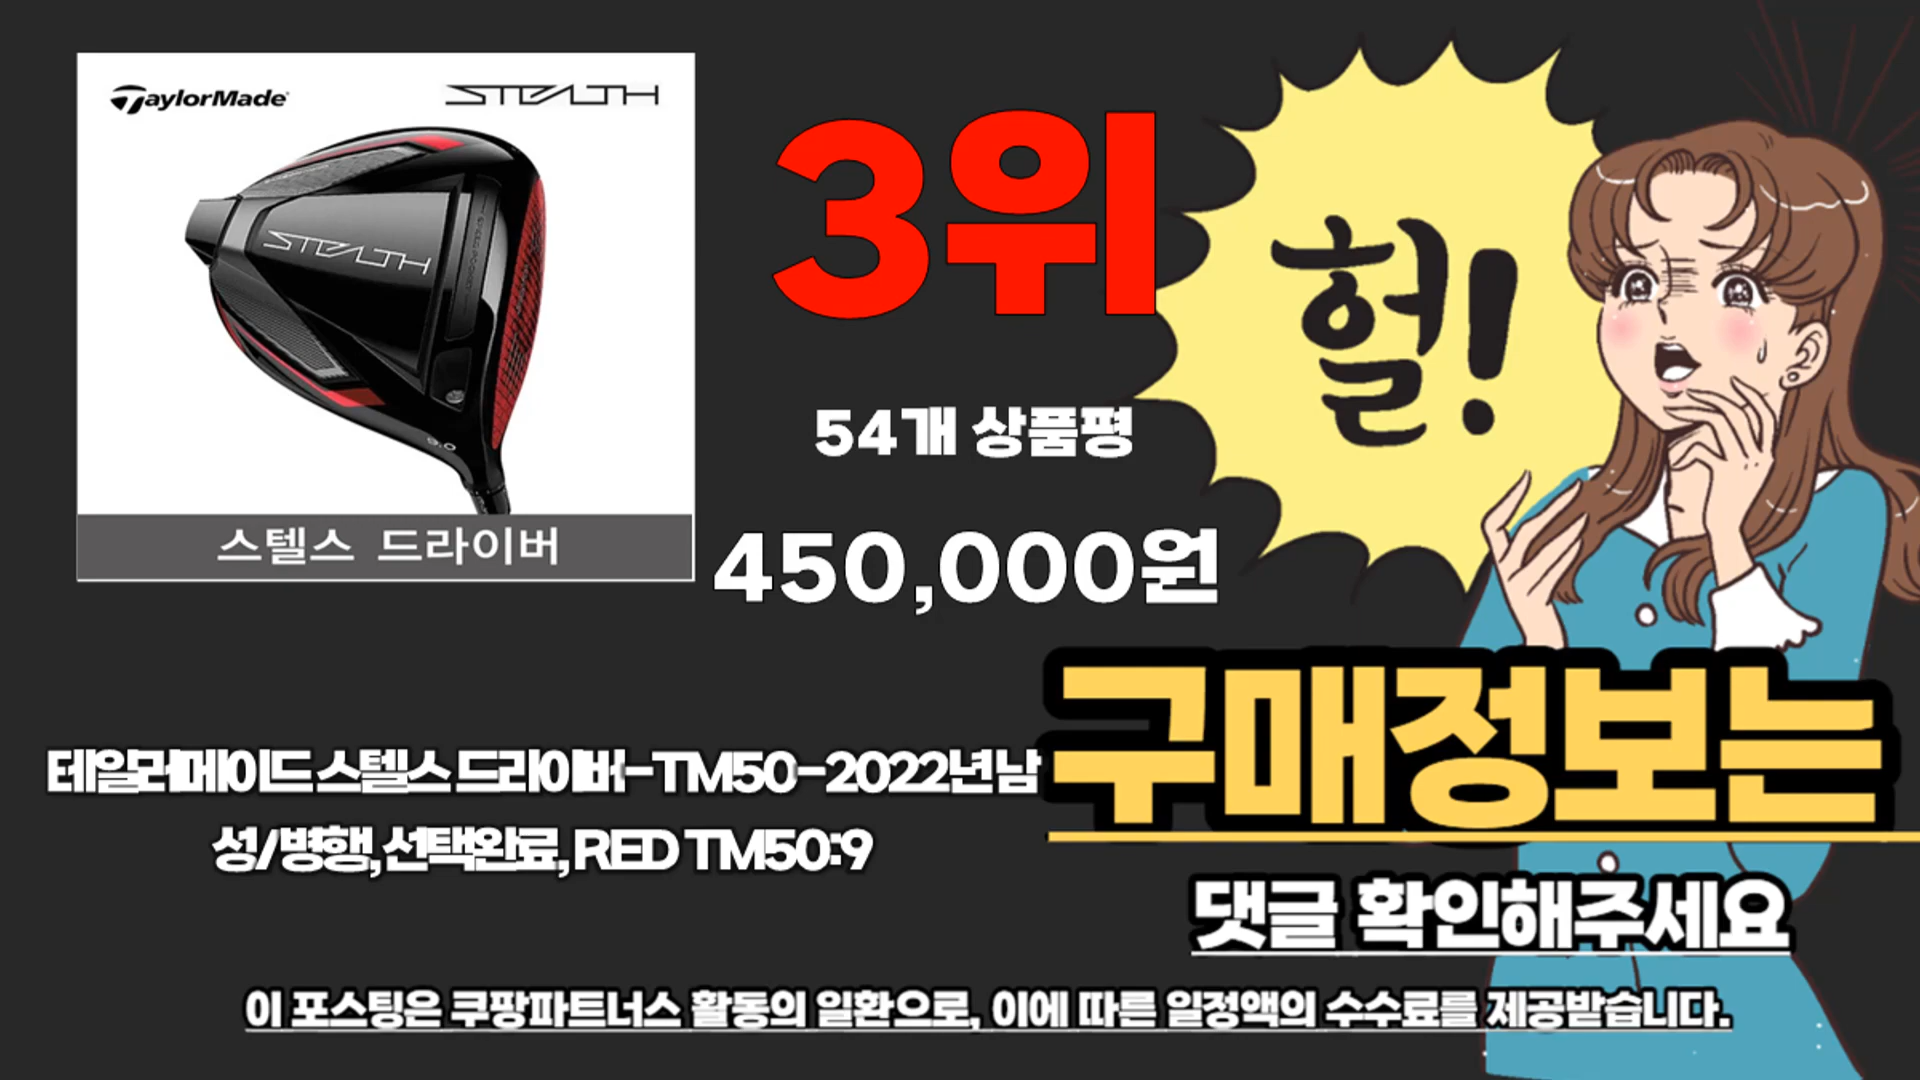 TaylorMade
STEALTH
STEALTH
9.0
스텔스 드라이버
3위
54개 상품평
450,000원
헐!
테일러메이드 스텔스 드라이버-TM50-2022년남
성/병행, 선택완료, RED TM50:9
구매정보는
댓글 확인해주세요
이 포스팅은 쿠팡파트너스 활동의 일환으로, 이에 따른 일정액의 수수료를 제공받습니다.